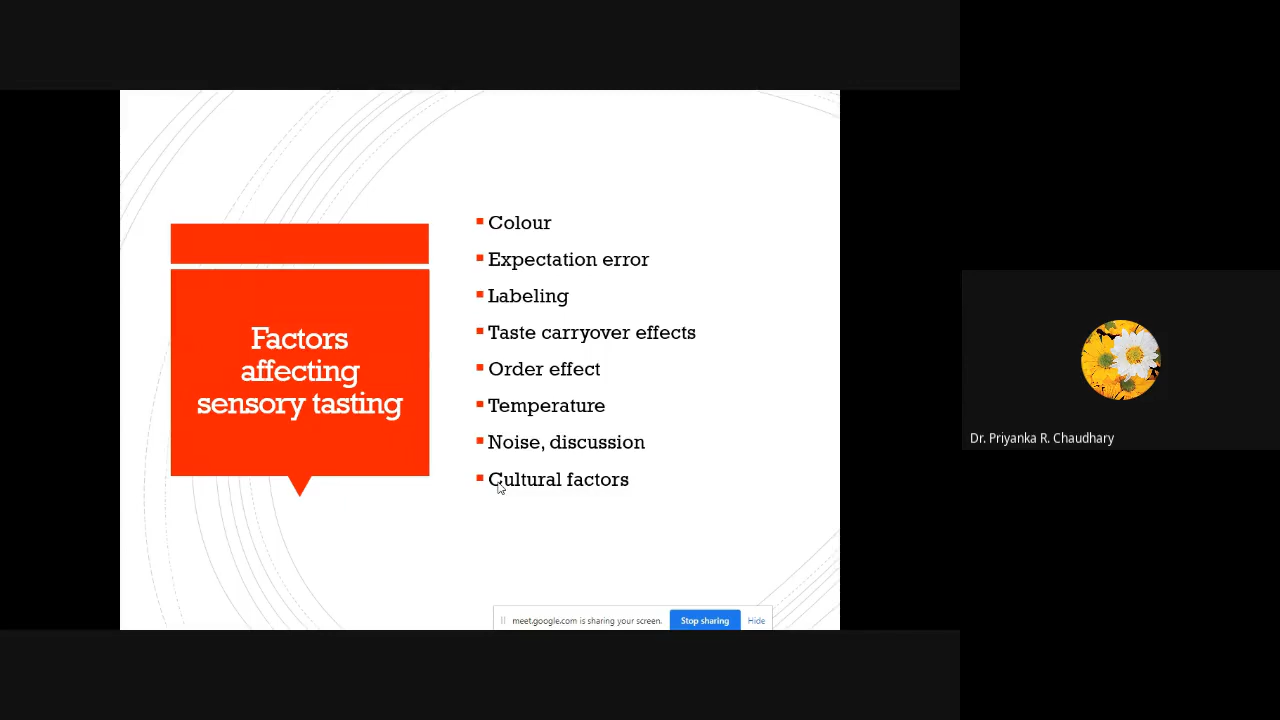 Factors
affecting
sensory tasting
Colour
Expectation error
Labeling
Taste carryover effects
Order effect
Temperature
Noise, discussion
Cultural factors
meet.google.com is sharing your screen. Stop sharing Hide
Dr. Priyanka R. Chaudhary